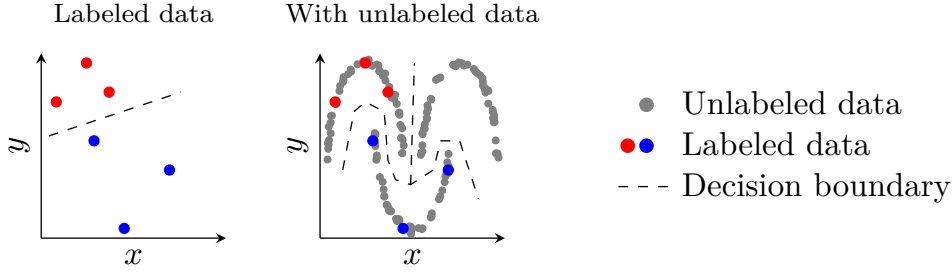 Labeled data
With unlabeled data
y
x
y
x
Unlabeled data
Labeled data
Decision boundary